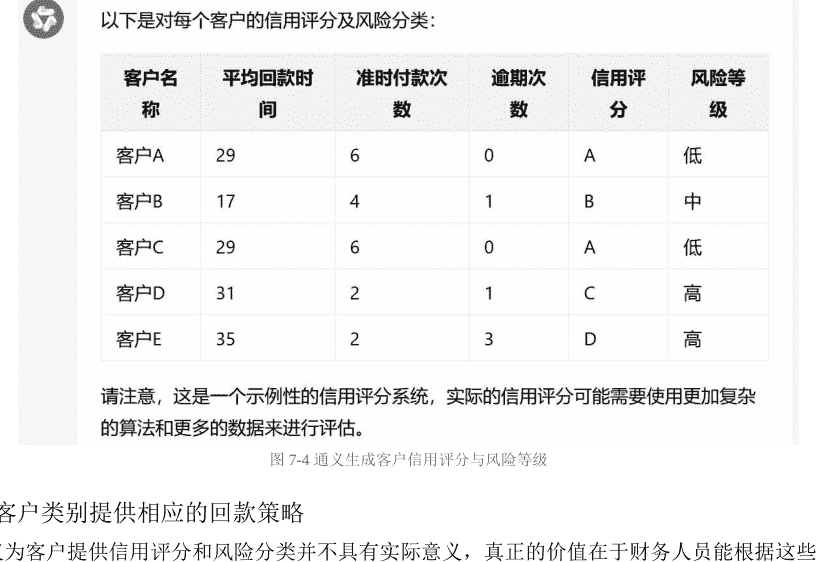 以下是对每个客户的信用评分及风险分类：
客户名称 平均回款时间 准时付款次数 逾期次数 信用评分 风险等级
客户A 29 6 0 A 低
客户B 17 4 1 B 中
客户C 29 6 0 A 低
客户D 31 2 1 C 高
客户E 35 2 3 D 高
请注意，这是一个示例性的信用评分系统，实际的信用评分可能需要使用更加复杂
的算法和更多的数据来进行评估。
图 7-4 通义生成客户信用评分与风险等级
客户类别提供相应的回款策略
为客户提供信用评分和风险分类并不具有实际意义，真正的价值在于财务人员能根据这些